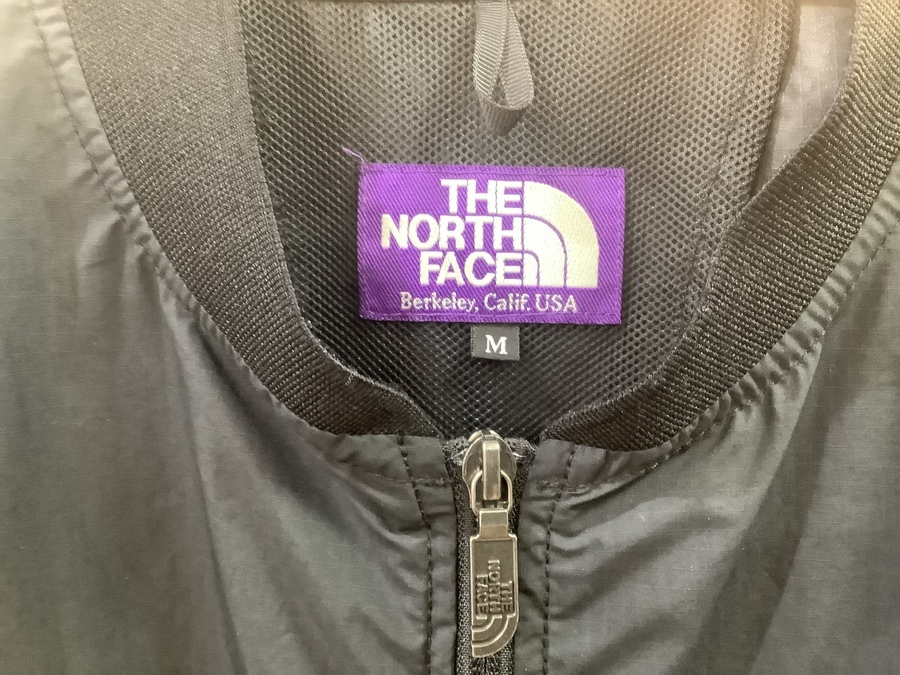 THE
NORTH
FACE
Berkeley, Calif. USA
M
THE
NORTH
FACE